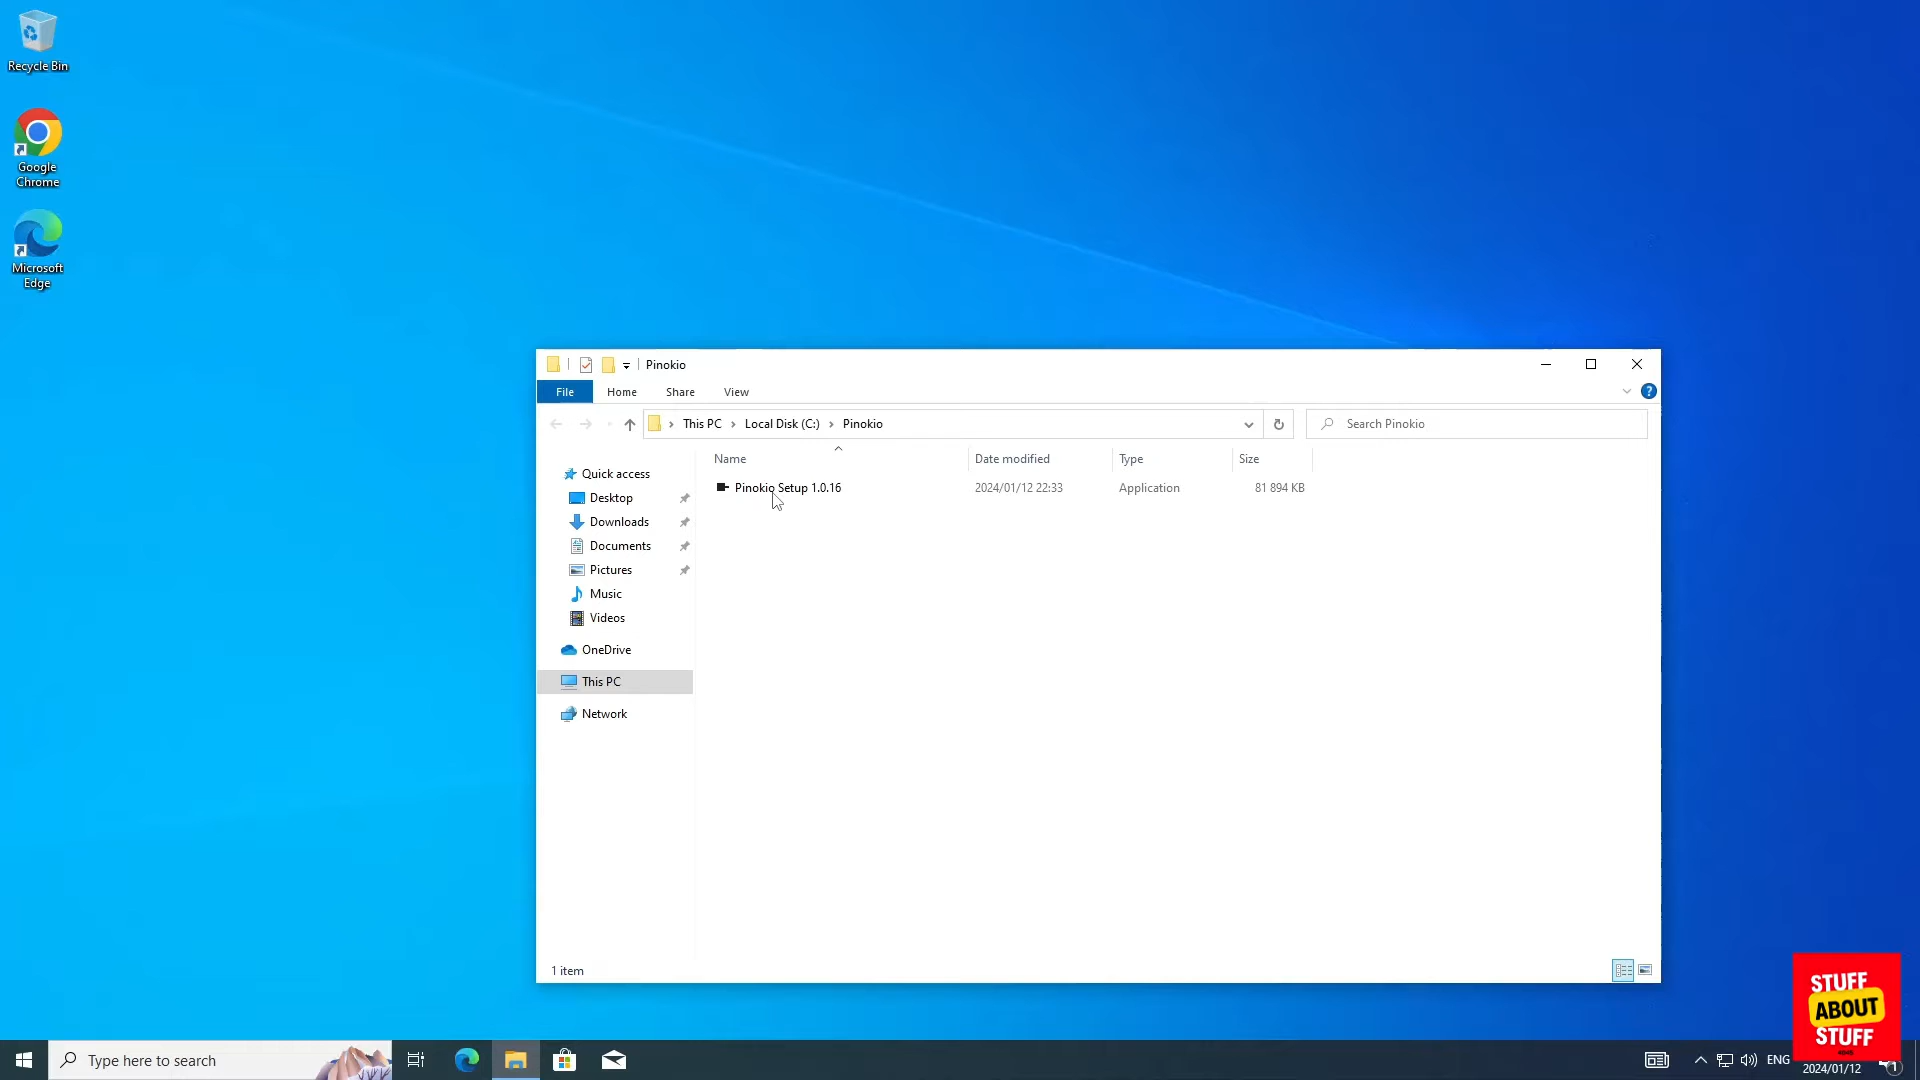 Recycle Bin
Google
Chrome
Microsoft
Edge
Pinokio
File Home Share View
?
This PC Local Disk (C:) Pinokio
Search Pinokio
Name Date modified Type Size
Pinokio Setup 1.0.16 2024/01/12 22:33 Application 81 894 KB
Quick access
Desktop
Downloads
Documents
Pictures
Music
Videos
OneDrive
This PC
Network
1 item
STUFF
ABOUT
STUFF
Type here to search
ENG
2024/01/12
1